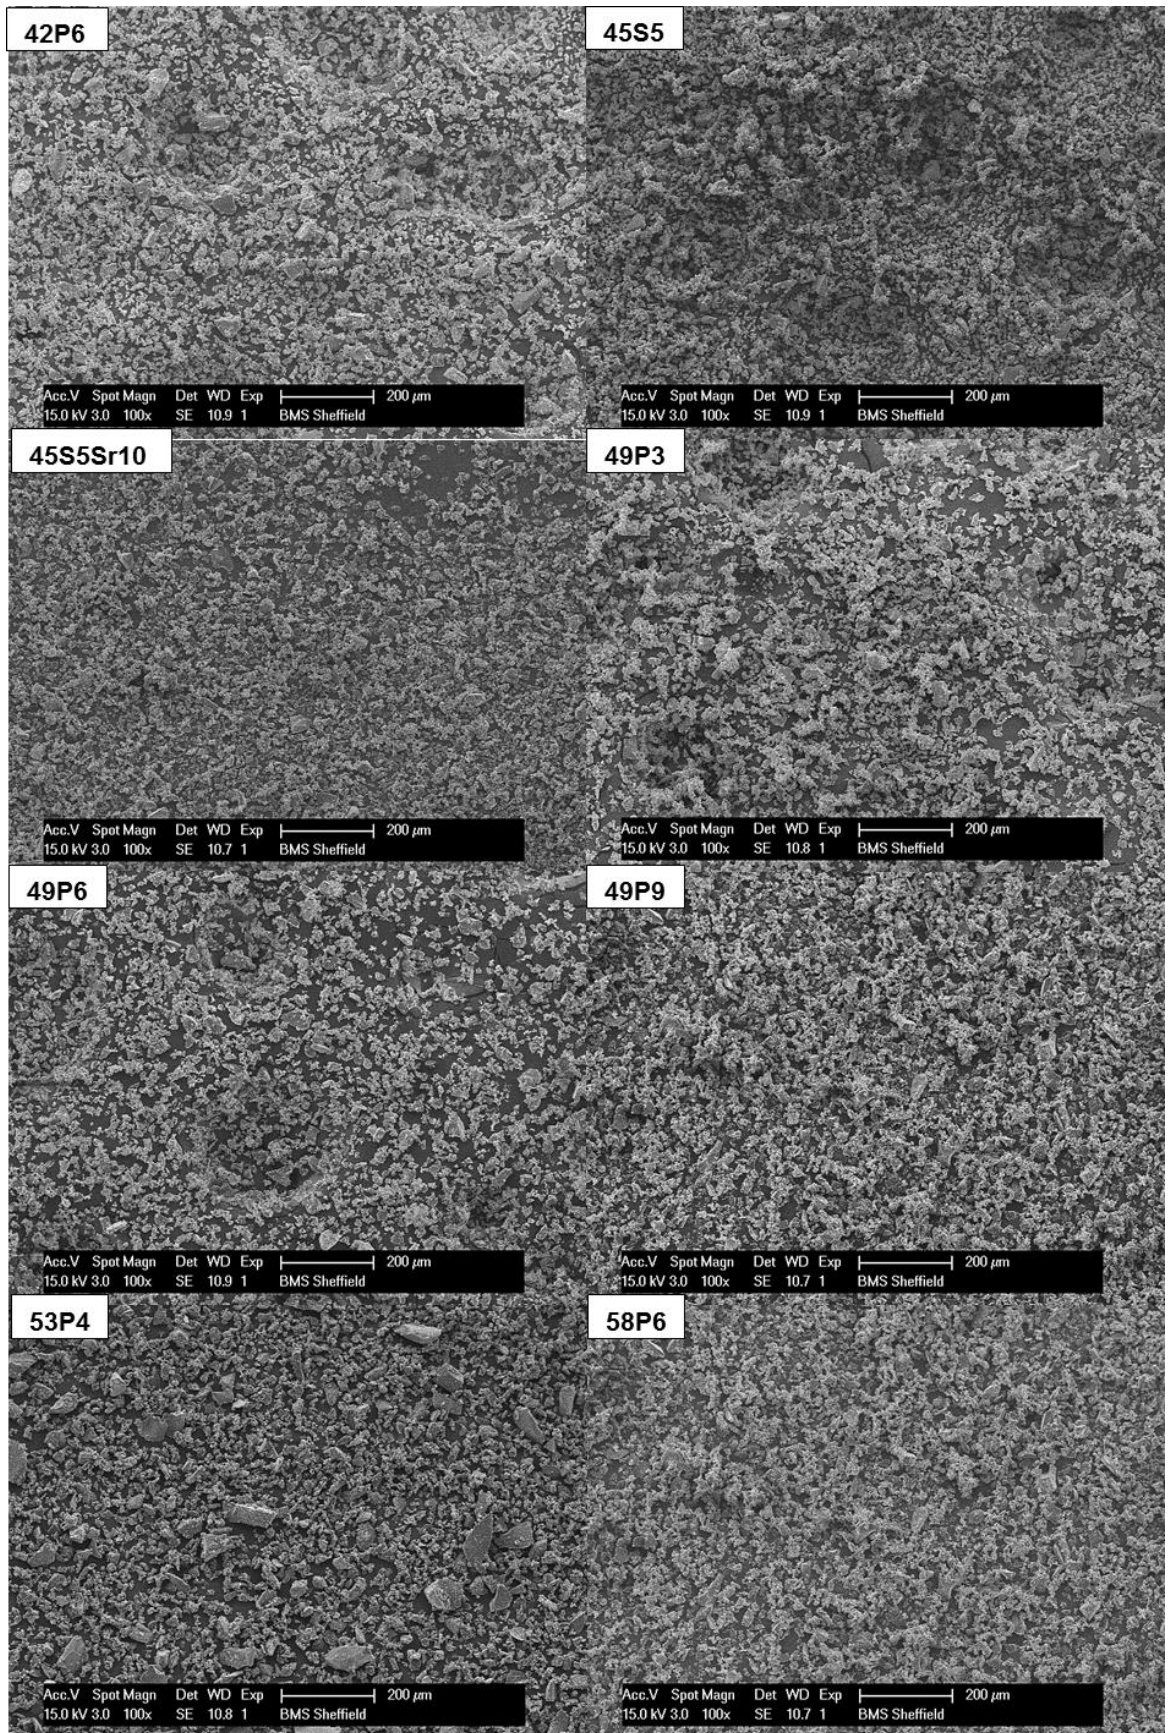 42P6
45S5
Acc.V Spot Magn Det WD Exp 200 µm
15.0 kV 3.0 100x SE 10.9 1 BMS Sheffield
Acc.V Spot Magn Det WD Exp 200 µm
15.0 kV 3.0 100x SE 10.9 1 BMS Sheffield
45S5Sr10
49P3
Acc.V Spot Magn Det WD Exp 200 µm
15.0 kV 3.0 100x SE 10.7 1 BMS Sheffield
Acc.V Spot Magn Det WD Exp 200 µm
15.0 kV 3.0 100x SE 10.8 1 BMS Sheffield
49P6
49P9
Acc.V Spot Magn Det WD Exp 200 µm
15.0 kV 3.0 100x SE 10.9 1 BMS Sheffield
Acc.V Spot Magn Det WD Exp 200 µm
15.0 kV 3.0 100x SE 10.7 1 BMS Sheffield
53P4
58P6
Acc.V Spot Magn Det WD Exp 200 µm
15.0 kV 3.0 100x SE 10.8 1 BMS Sheffield
Acc.V Spot Magn Det WD Exp 200 µm
15.0 kV 3.0 100x SE 10.7 1 BMS Sheffield